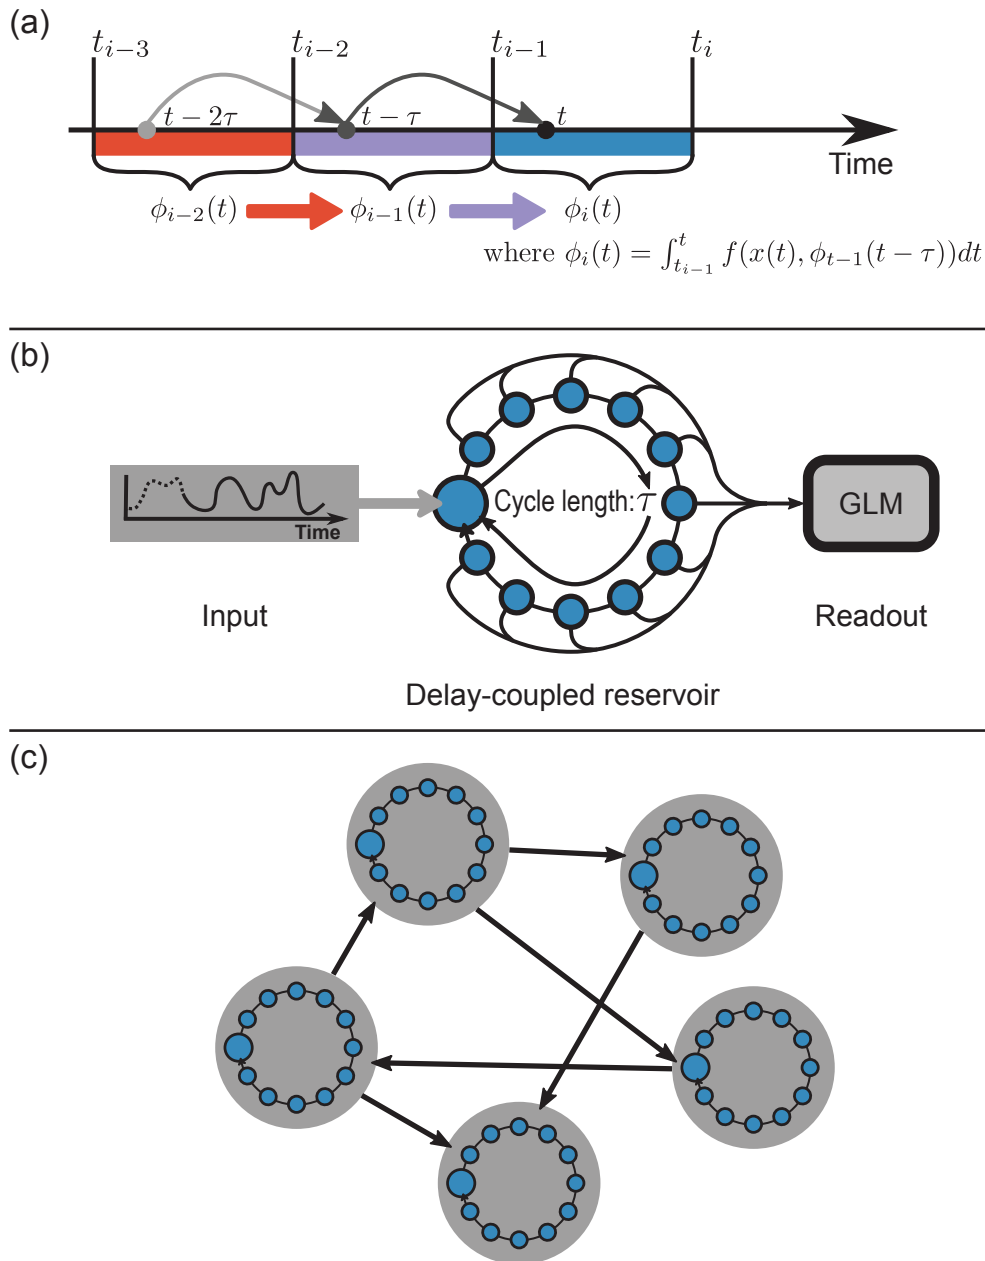 (a)
t_{i−3} t_{i−2} t_{i−1} t_i
t − 2τ t − τ t
Time
ϕ_{i−2}(t) ϕ_{i−1}(t) ϕ_i(t)
where ϕ_i(t) = ∫_{t_{i−1}}^{t} f(x(t), ϕ_{t−1}(t − τ))dt
(b)
Cycle length: τ
GLM
Time
Input
Readout
Delay-coupled reservoir
(c)